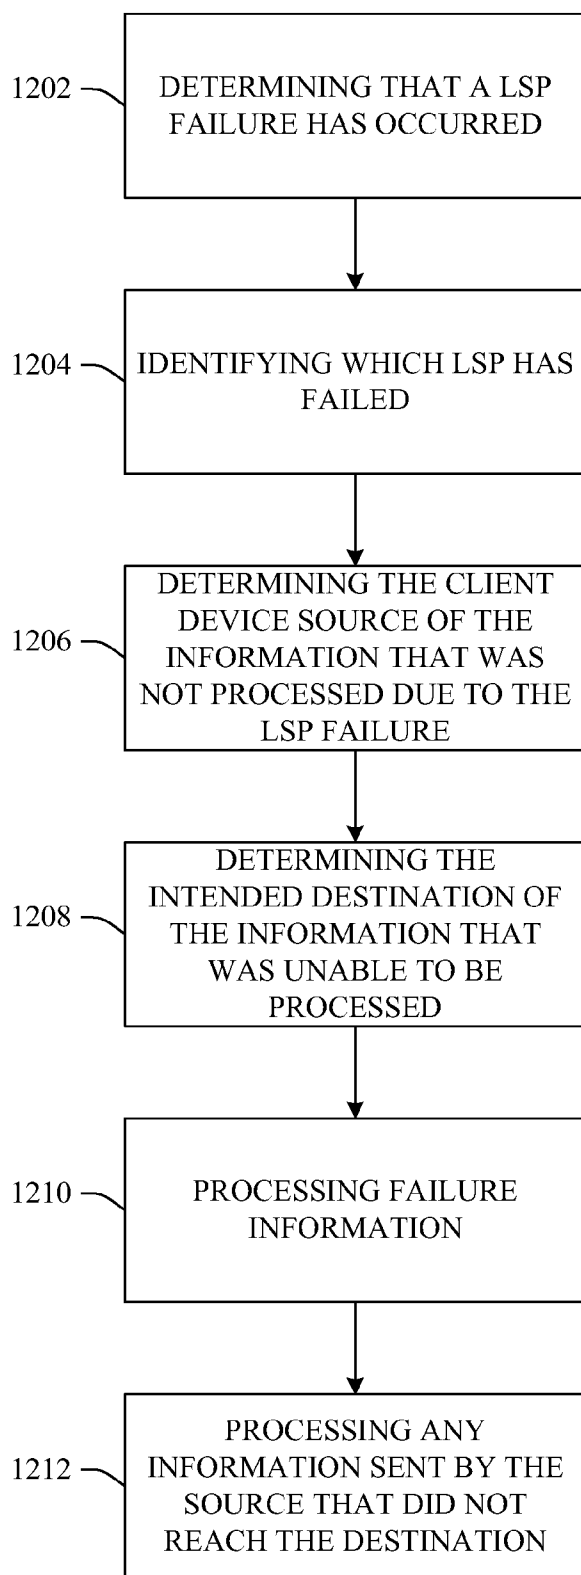 1202
DETERMINING THAT A LSP
FAILURE HAS OCCURRED
1204
IDENTIFYING WHICH LSP HAS
FAILED
1206
DETERMINING THE CLIENT
DEVICE SOURCE OF THE
INFORMATION THAT WAS
NOT PROCESSED DUE TO THE
LSP FAILURE
1208
DETERMINING THE
INTENDED DESTINATION OF
THE INFORMATION THAT
WAS UNABLE TO BE
PROCESSED
1210
PROCESSING FAILURE
INFORMATION
1212
PROCESSING ANY
INFORMATION SENT BY THE
SOURCE THAT DID NOT
REACH THE DESTINATION